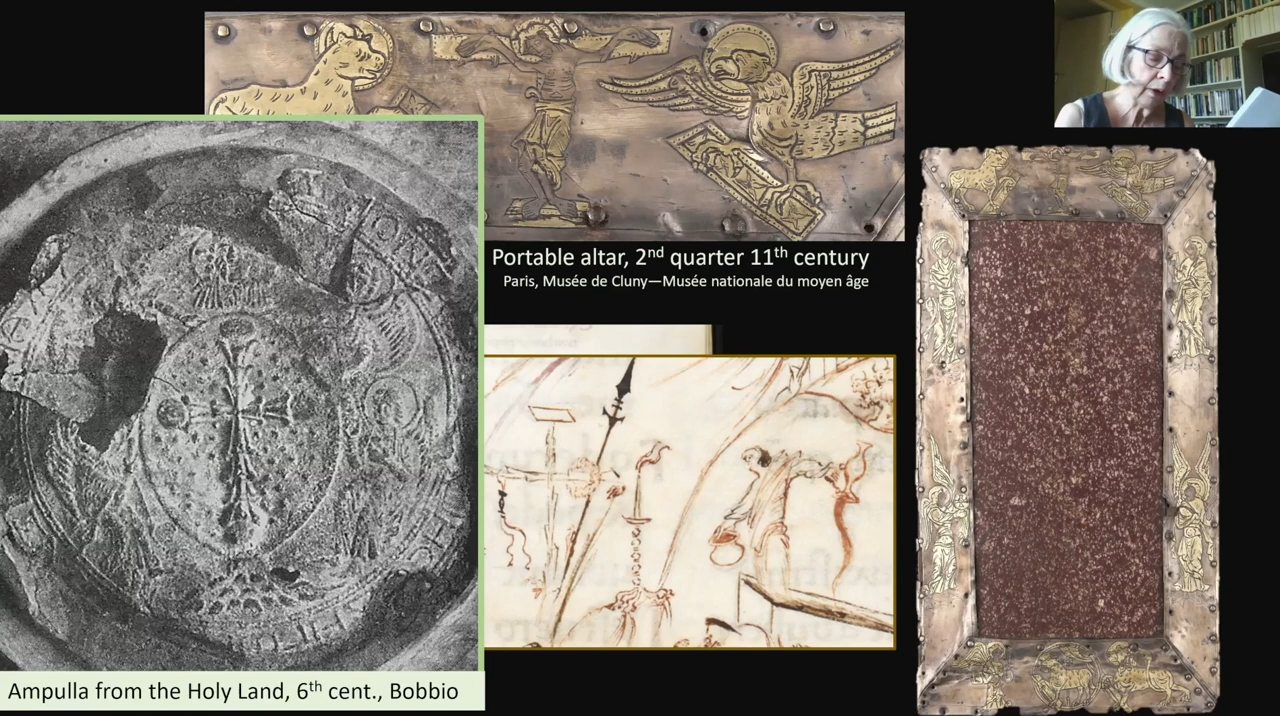 Portable altar, 2nd quarter 11th century
Paris, Musée de Cluny—Musée nationale du moyen âge
Ampulla from the Holy Land, 6th cent., Bobbio